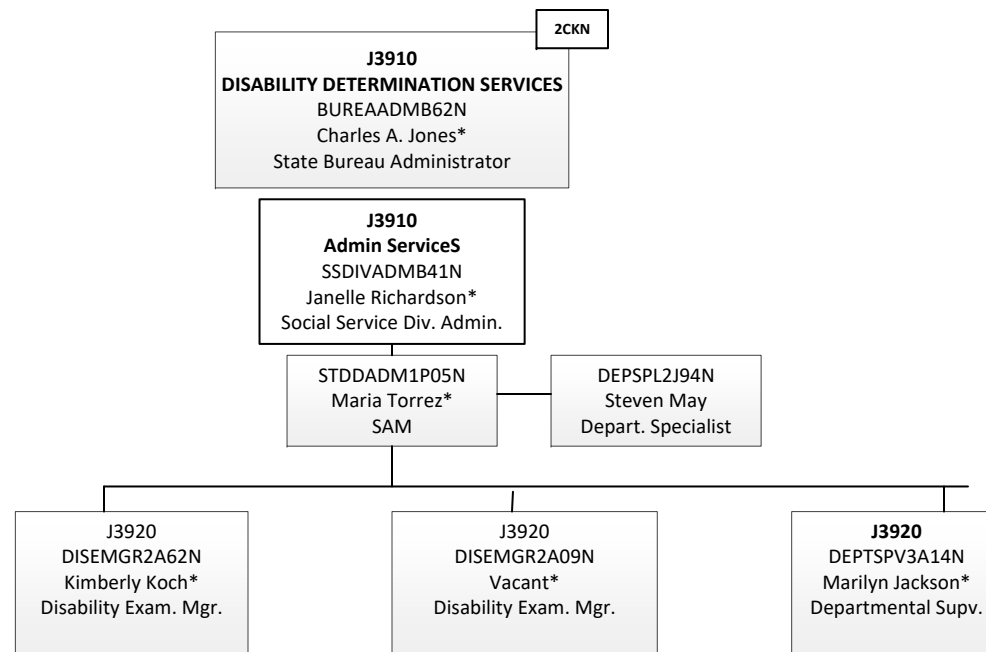 2CKN
J3910
DISABILITY DETERMINATION SERVICES
BUREAADMB62N
Charles A. Jones*
State Bureau Administrator
J3910
Admin ServiceS
SSDIVADMB41N
Janelle Richardson*
Social Service Div. Admin.
STDDADM1P05N
Maria Torrez*
SAM
DEPSPL2J94N
Steven May
Depart. Specialist
J3920
DISEMGR2A62N
Kimberly Koch*
Disability Exam. Mgr.
J3920
DISEMGR2A09N
Vacant*
Disability Exam. Mgr.
J3920
DEPTSPV3A14N
Marilyn Jackson*
Departmental Supv.